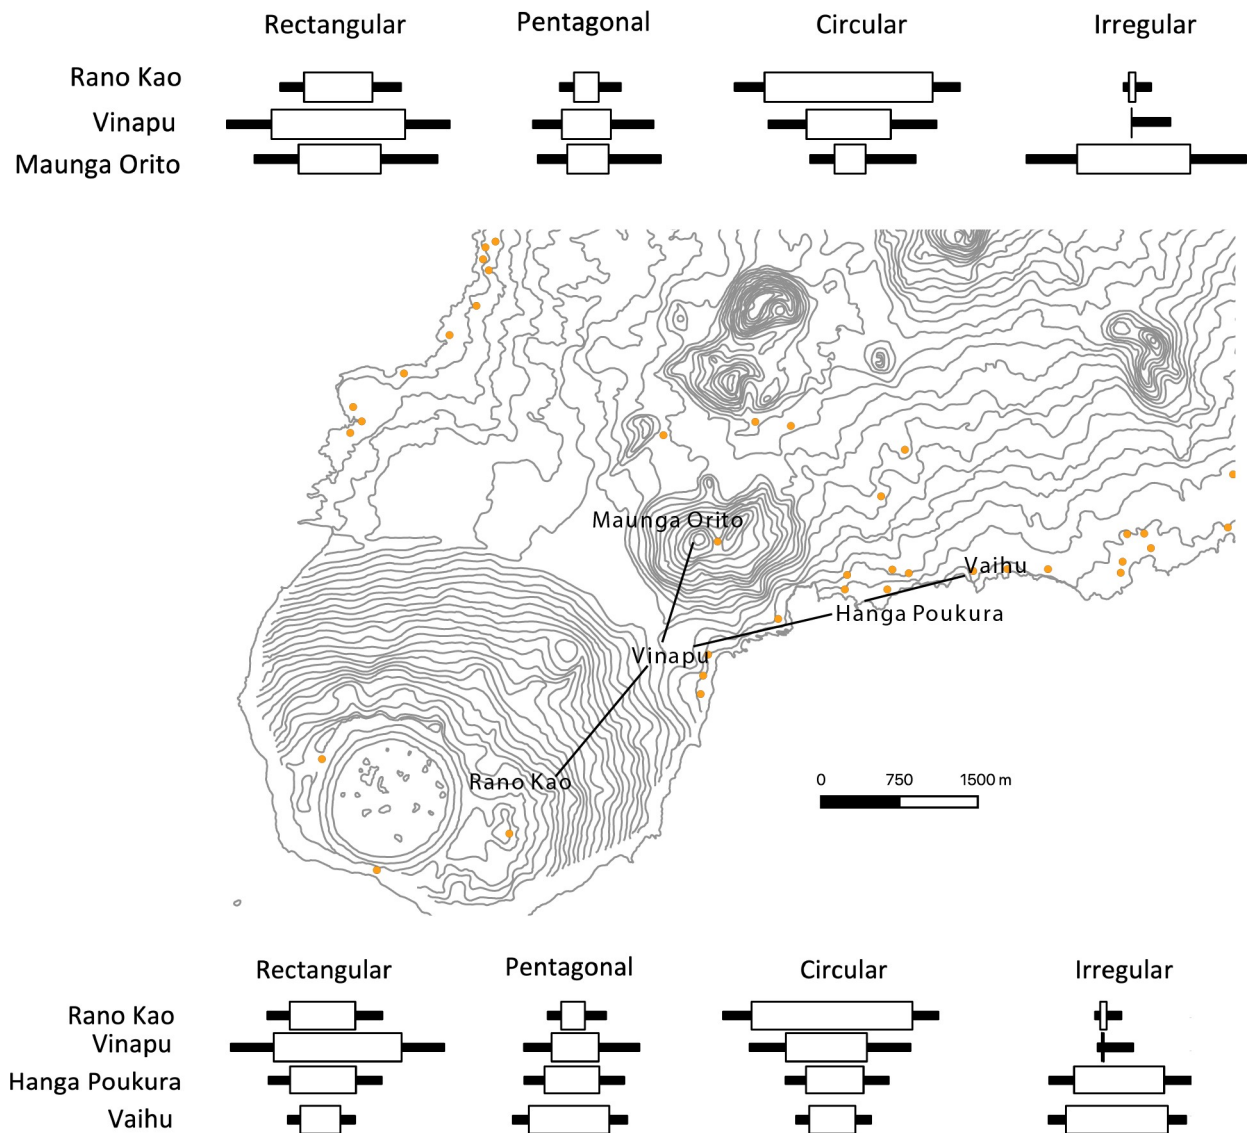 Rectangular Pentagonal Circular Irregular
Rano Kao
Vinapu
Maunga Orito
Maunga Orito
Vaihu
Hanga Poukura
Vinapu
Rano Kao
0 750 1500 m
Rectangular Pentagonal Circular Irregular
Rano Kao
Vinapu
Hanga Poukura
Vaihu